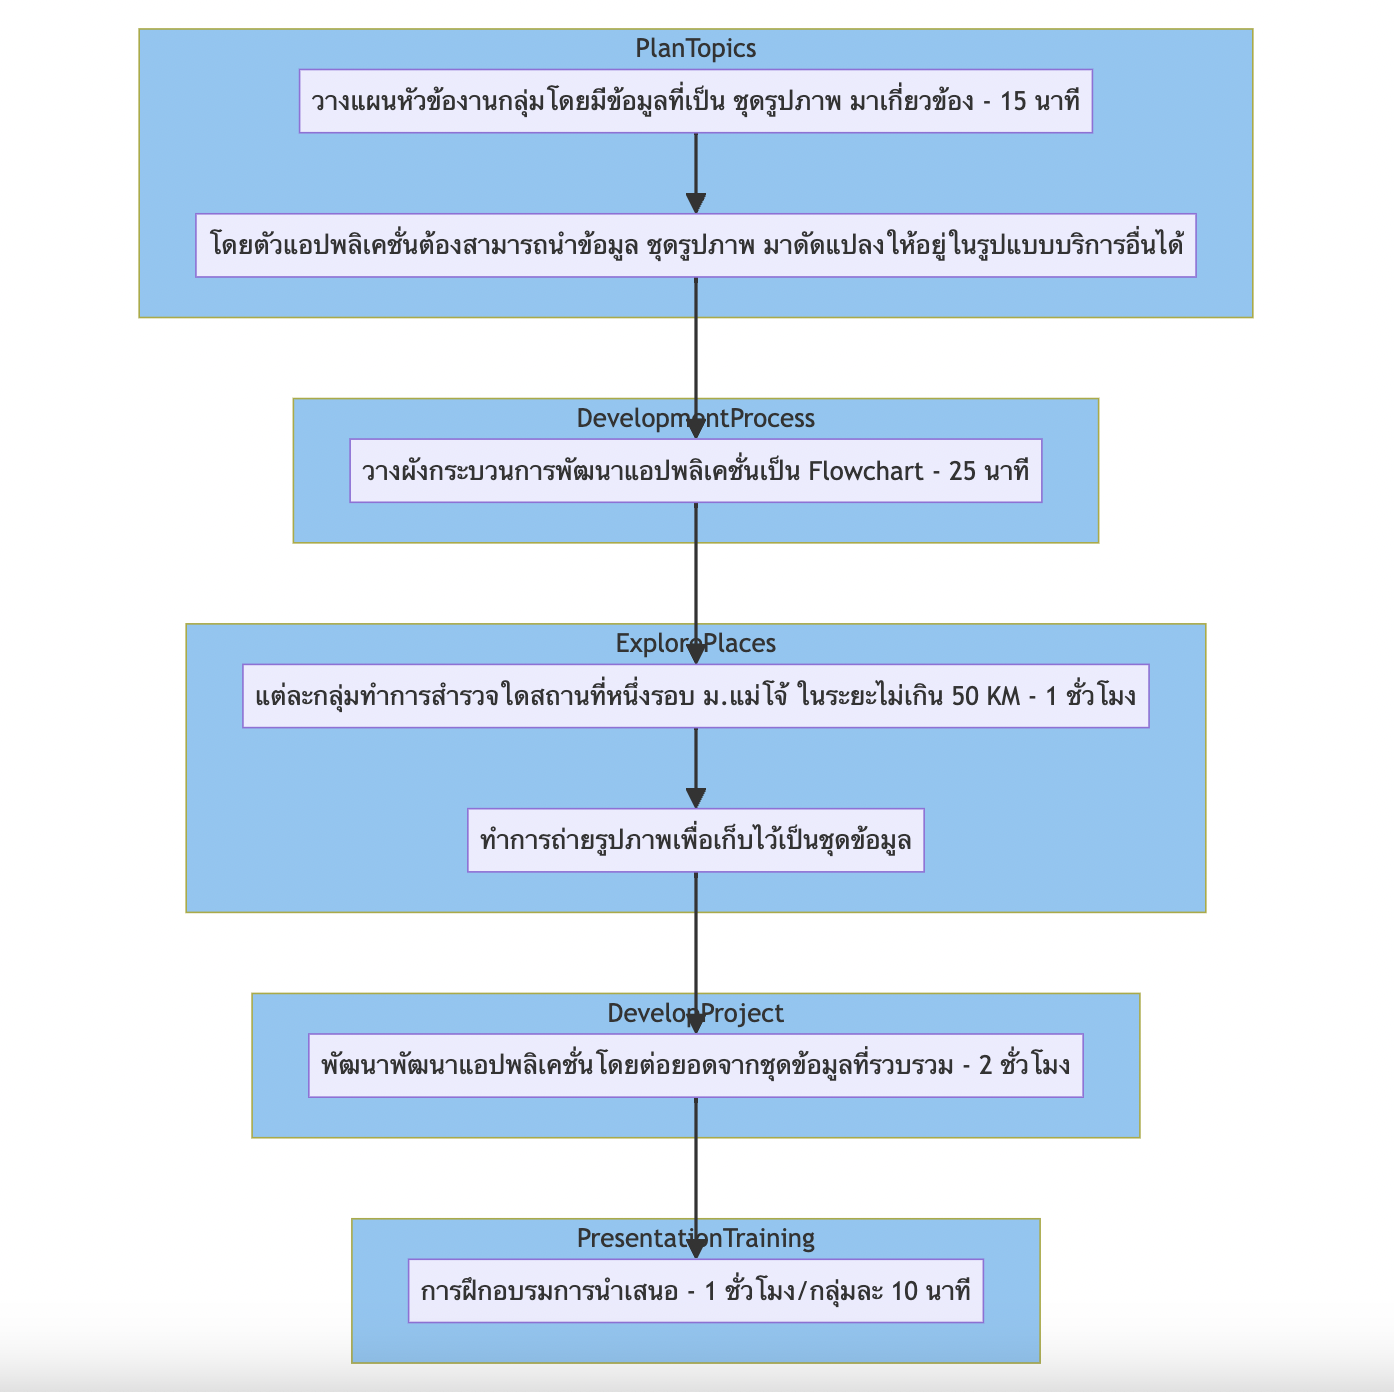 PlanTopics
วางแผนหัวข้องานกลุ่มโดยมีข้อมูลที่เป็น ชุดรูปภาพ มาเกี่ยวข้อง - 15 นาที
โดยตัวแอปพลิเคชั่นต้องสามารถนำข้อมูล ชุดรูปภาพ มาดัดแปลงให้อยู่ในรูปแบบบริการอื่นได้
DevelopmentProcess
วางผังกระบวนการพัฒนาแอปพลิเคชั่นเป็น Flowchart - 25 นาที
ExplorePlaces
แต่ละกลุ่มทำการสำรวจใดสถานที่หนึ่งรอบ ม.แม่โจ้ ในระยะไม่เกิน 50 KM - 1 ชั่วโมง
ทำการถ่ายรูปภาพเพื่อเก็บไว้เป็นชุดข้อมูล
DevelopProject
พัฒนาพัฒนาแอปพลิเคชั่นโดยต่อยอดจากชุดข้อมูลที่รวบรวม - 2 ชั่วโมง
PresentationTraining
การฝึกอบรมการนำเสนอ - 1 ชั่วโมง/กลุ่มละ 10 นาที